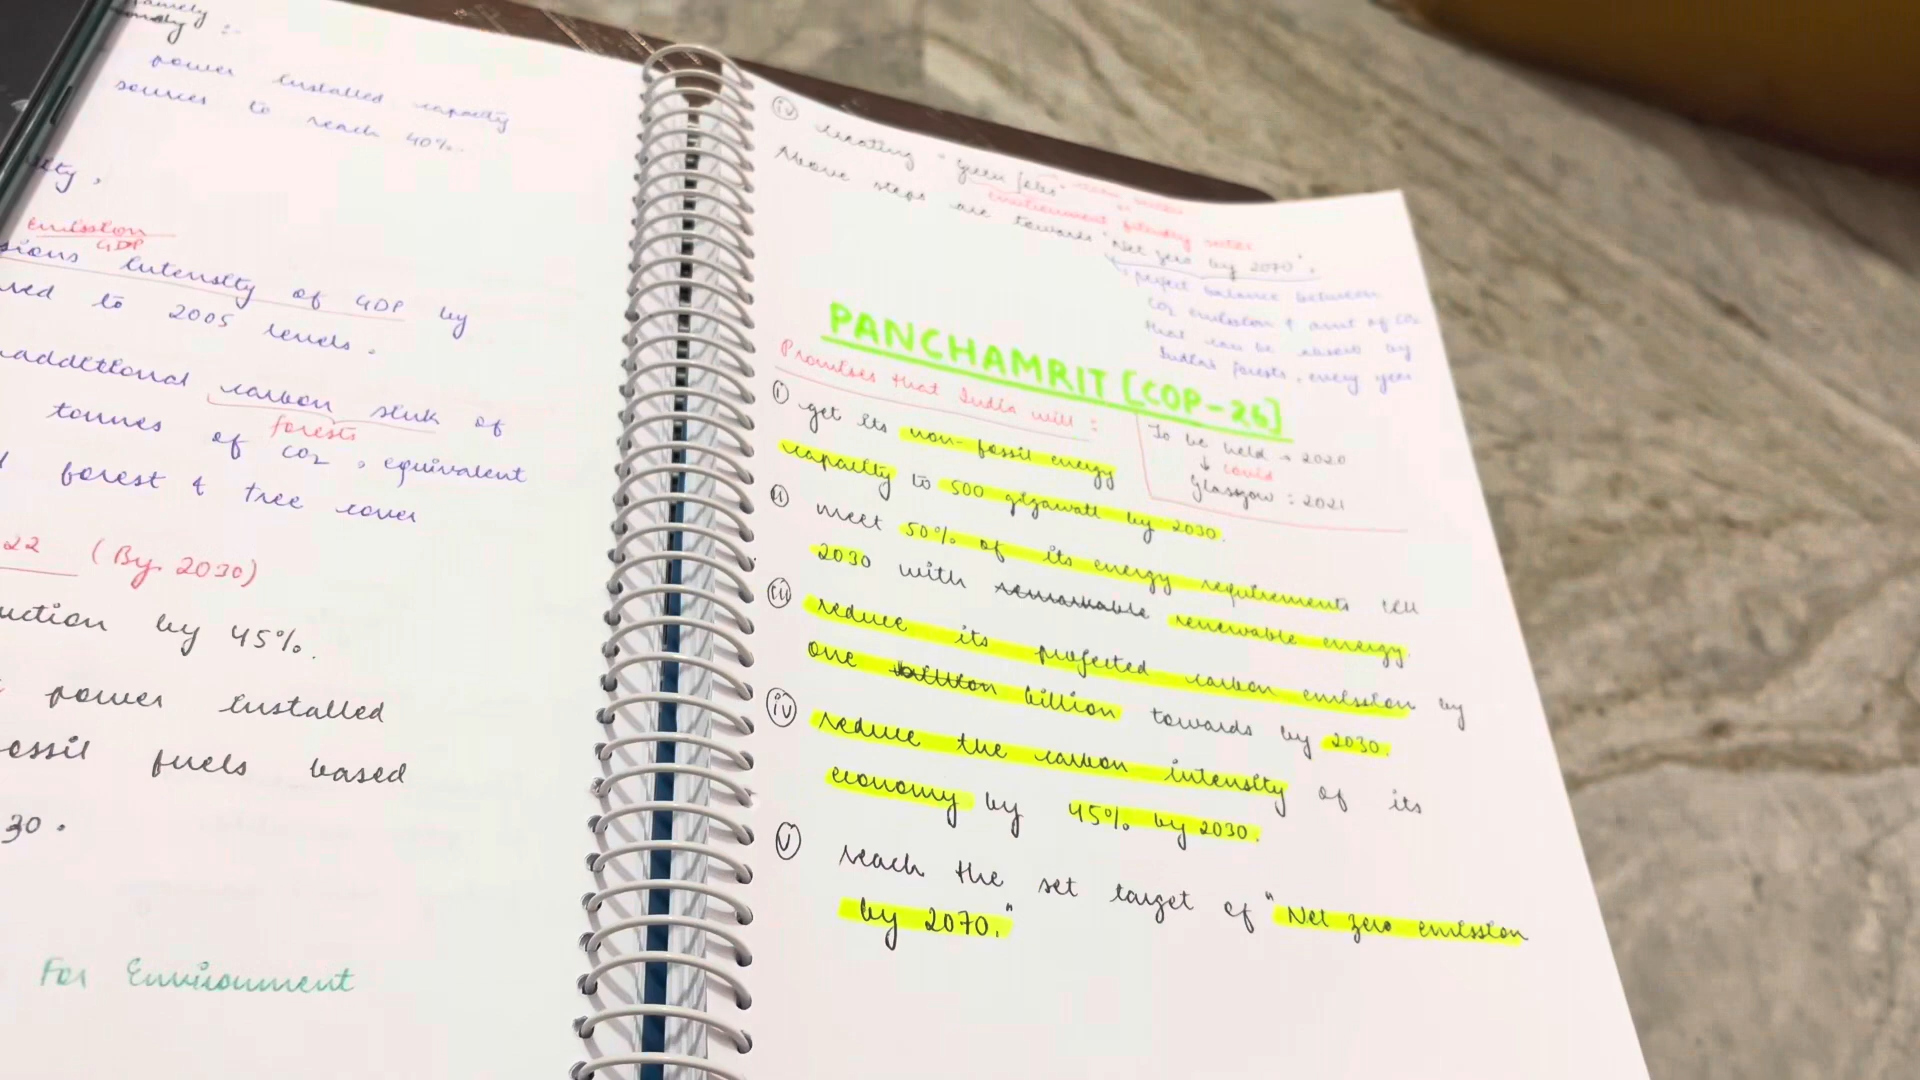 power installed capacity
sources to reach 40%.
emission
GDP
intensity of GDP by
to 2005 levels.
additional carbon sink of
forests
tonnes of CO2, equivalent
forest & tree cover
22 (By 2030)
uction by 45%.
power installed
ossil fuels based
30.
For Environment
iv creating "green jobs"
environment friendly
Above steps are towards "Net zero by 2070".
perfect balance between
CO2 emission & amt of CO2
that can be absorb by
India's forests, every year
PANCHAMRIT [COP-26]
Promises that India will :
To be held → 2020
↓ covid
Glasgow : 2021
i get its non-fossil energy
capacity to 500 gigawatt by 2030.
ii meet 50% of its energy requirements till
2030 with remarkable renewable energy.
iii reduce its projected carbon emission by
one billion billion towards by 2030.
iv reduce the carbon intensity of its
economy by 45% by 2030.
v reach the set target of "Net zero emission
by 2070."